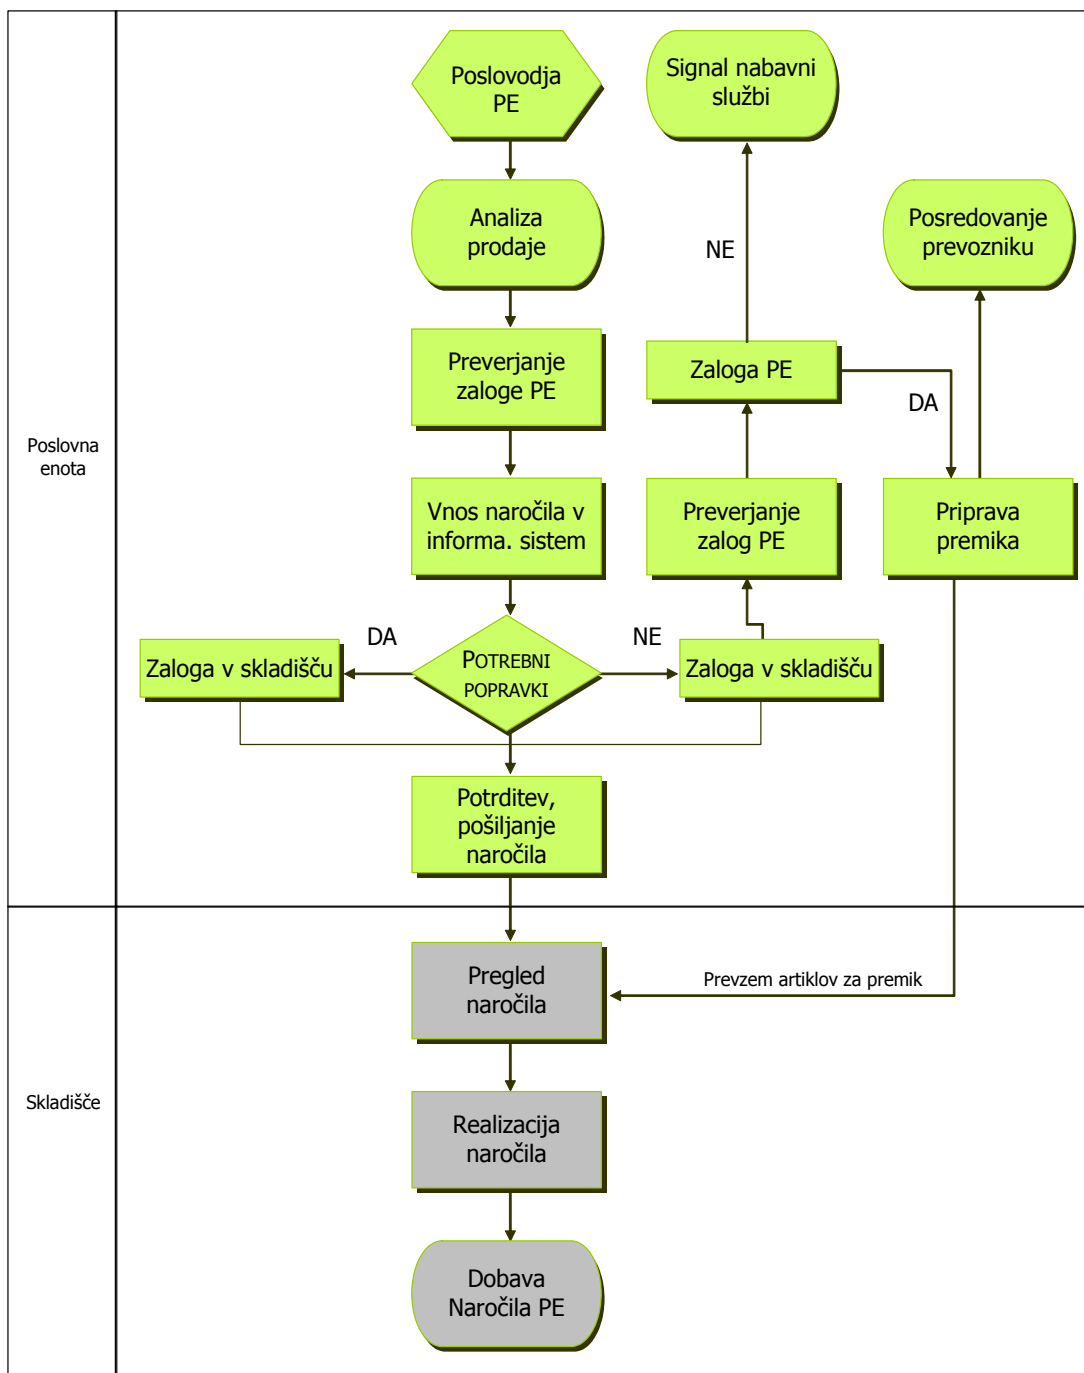 Poslovodja
PE
Signal nabavni
službi
Analiza
prodaje
NE
Posredovanje
prevozniku
Preverjanje
zaloge PE
Zaloga PE
DA
Poslovna
enota
Vnos naročila v
informa. sistem
Preverjanje
zalog PE
Priprava
premika
DA
NE
Zaloga v skladišču
POTREBNI
POPRAVKI
Zaloga v skladišču
Potrditev,
pošiljanje
naročila
Pregled
naročila
Prevzem artiklov za premik
Skladišče
Realizacija
naročila
Dobava
Naročila PE